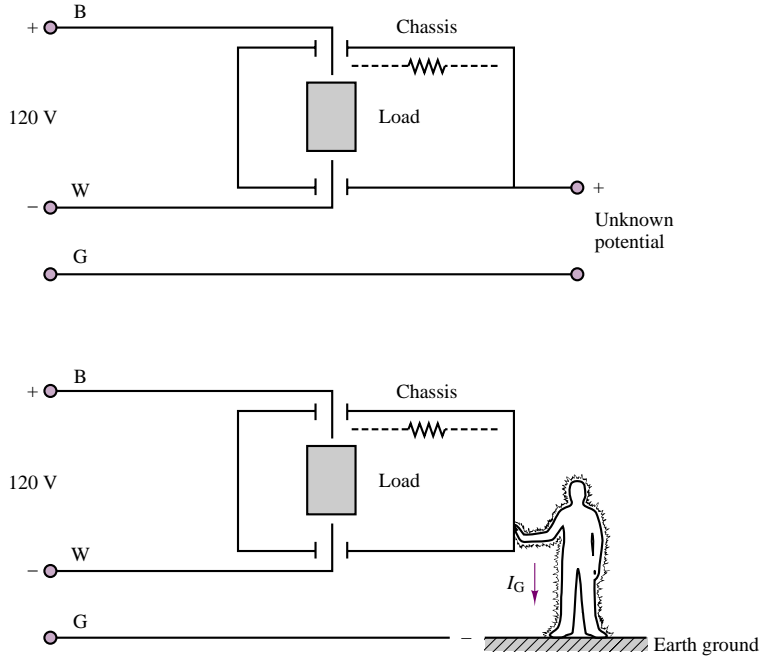 B
+
Chassis
120 V
Load
W
−
+
Unknown
potential
G
B
+
Chassis
120 V
Load
W
−
I_G
G
−
Earth ground